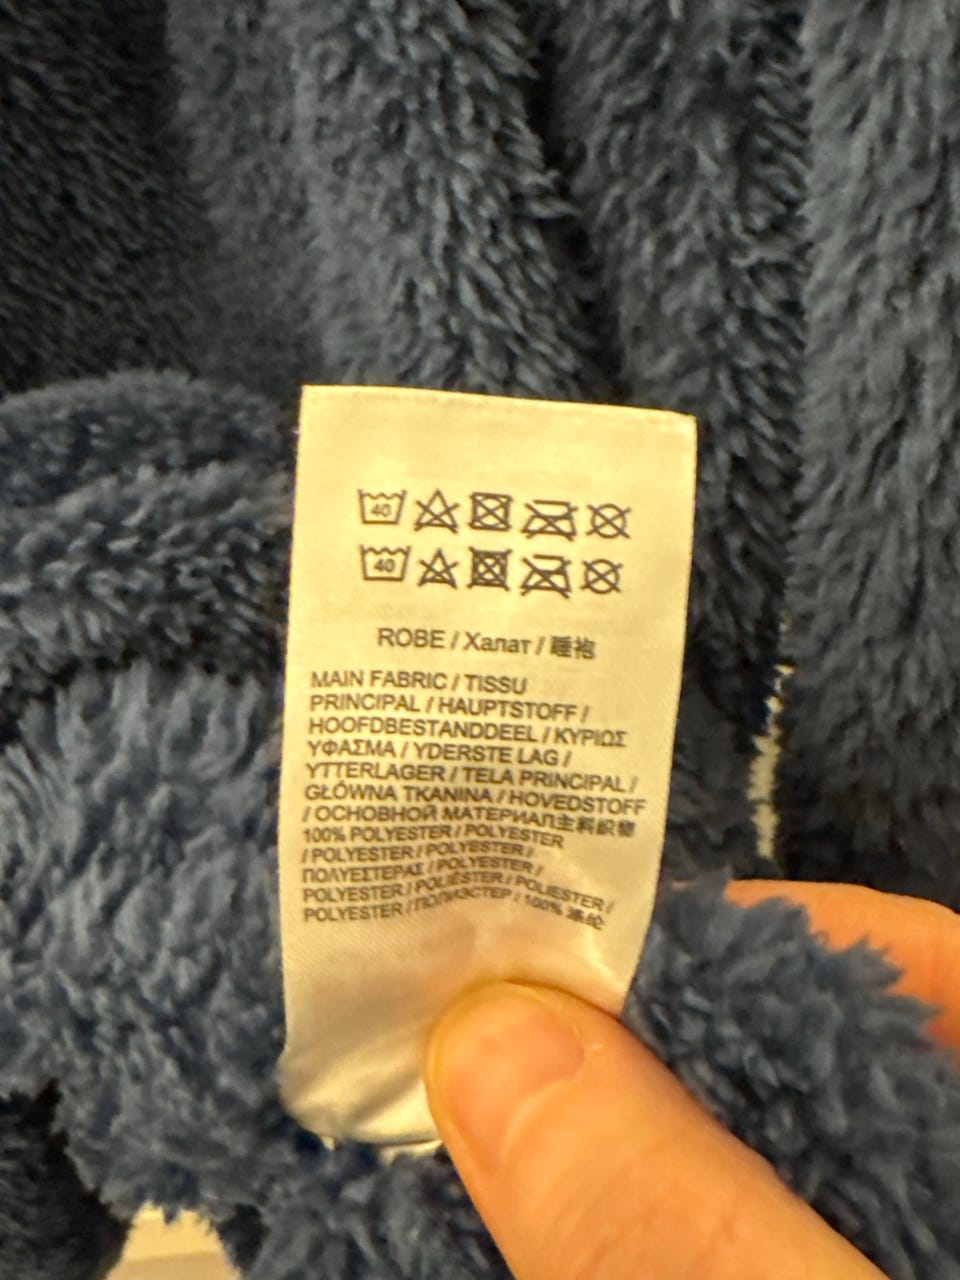 40
40
ROBE / Халат / 睡袍
MAIN FABRIC / TISSU
PRINCIPAL / HAUPTSTOFF /
HOOFDBESTANDDEEL / ΚΥΡΙΩΣ
ΥΦΑΣΜΑ / YDERSTE LAG /
YTTERLAGER / TELA PRINCIPAL /
GŁÓWNA TKANINA / HOVEDSTOFF
/ ОСНОВНОЙ МАТЕРИАЛ主料织物
100% POLYESTER / POLYESTER
/ POLYESTER / POLYESTER /
ΠΟΛΥΕΣΤΕΡΑΣ / POLYESTER /
POLYESTER / POLIÉSTER / POLIESTER /
POLYESTER / ПОЛИЭСТЕР / 100% 涤纶